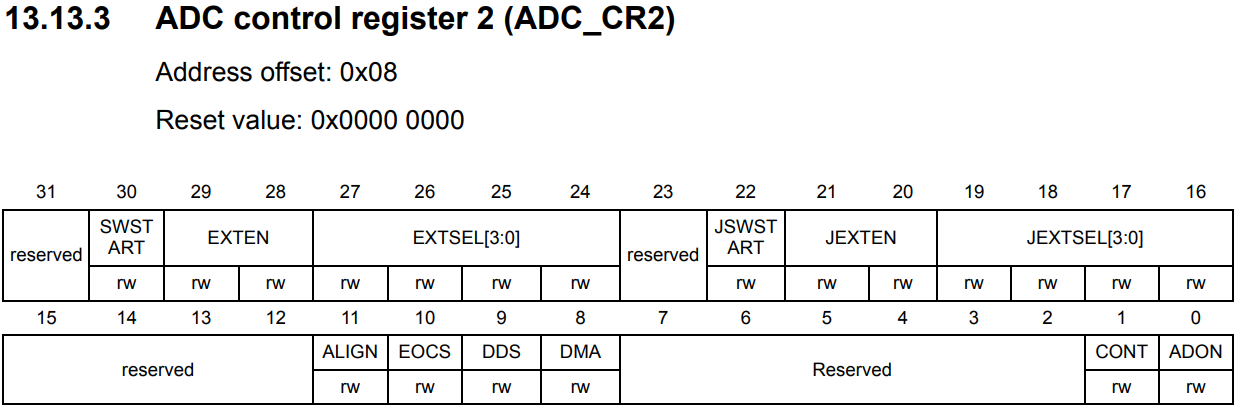 13.13.3 ADC control register 2 (ADC_CR2)
Address offset: 0x08
Reset value: 0x0000 0000
31 30 29 28 27 26 25 24 23 22 21 20 19 18 17 16
reserved SWST ART EXTEN EXTSEL[3:0] reserved JSWST ART JEXTEN JEXTSEL[3:0]
rw rw rw rw rw rw rw rw rw rw rw rw rw rw
15 14 13 12 11 10 9 8 7 6 5 4 3 2 1 0
reserved ALIGN EOCS DDS DMA Reserved CONT ADON
rw rw rw rw rw rw